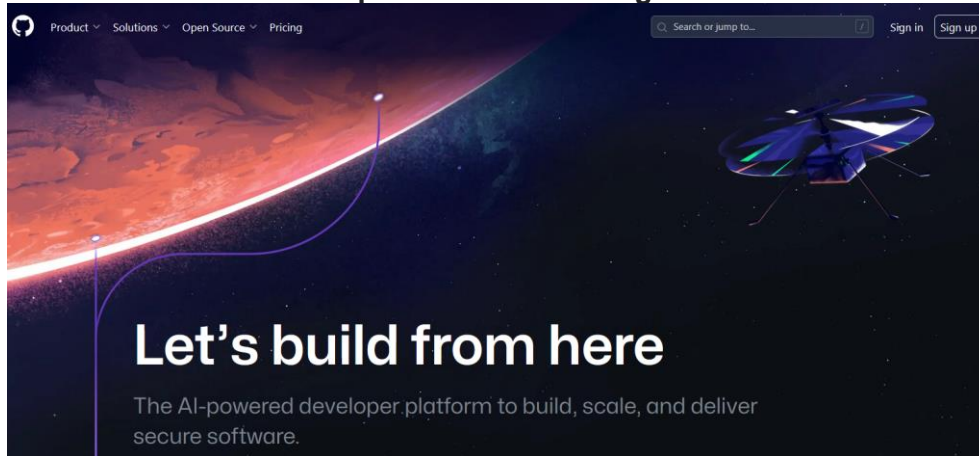 Product Solutions Open Source Pricing Search or jump to... / Sign in Sign up
Let's build from here
The AI-powered developer platform to build, scale, and deliver
secure software.